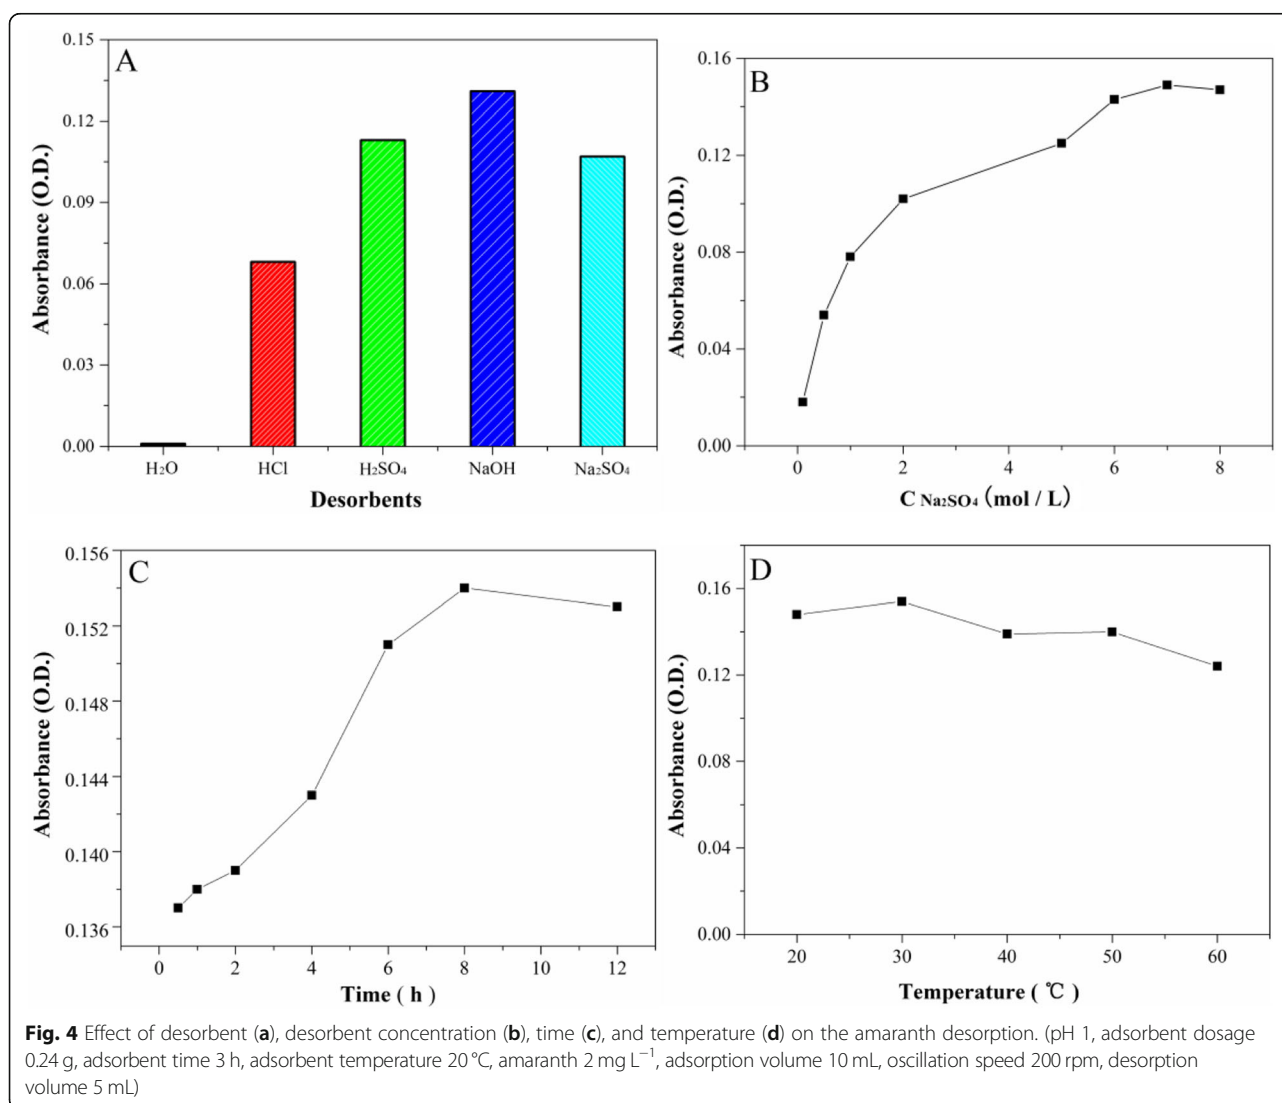 A
Absorbance (O.D.)
0.15
0.12
0.09
0.06
0.03
0.00
H₂O HCl H₂SO₄ NaOH Na₂SO₄
Desorbents
B
Absorbance (O.D.)
0.16
0.12
0.08
0.04
0.00
0 2 4 6 8
C Na₂SO₄ (mol / L)
C
Absorbance (O.D.)
0.156
0.152
0.148
0.144
0.140
0.136
0 2 4 6 8 10 12
Time ( h )
D
Absorbance (O.D.)
0.16
0.12
0.08
0.04
0.00
20 30 40 50 60
Temperature ( ℃ )
Fig. 4 Effect of desorbent (a), desorbent concentration (b), time (c), and temperature (d) on the amaranth desorption. (pH 1, adsorbent dosage
0.24 g, adsorbent time 3 h, adsorbent temperature 20 °C, amaranth 2 mg L⁻¹, adsorption volume 10 mL, oscillation speed 200 rpm, desorption
volume 5 mL)